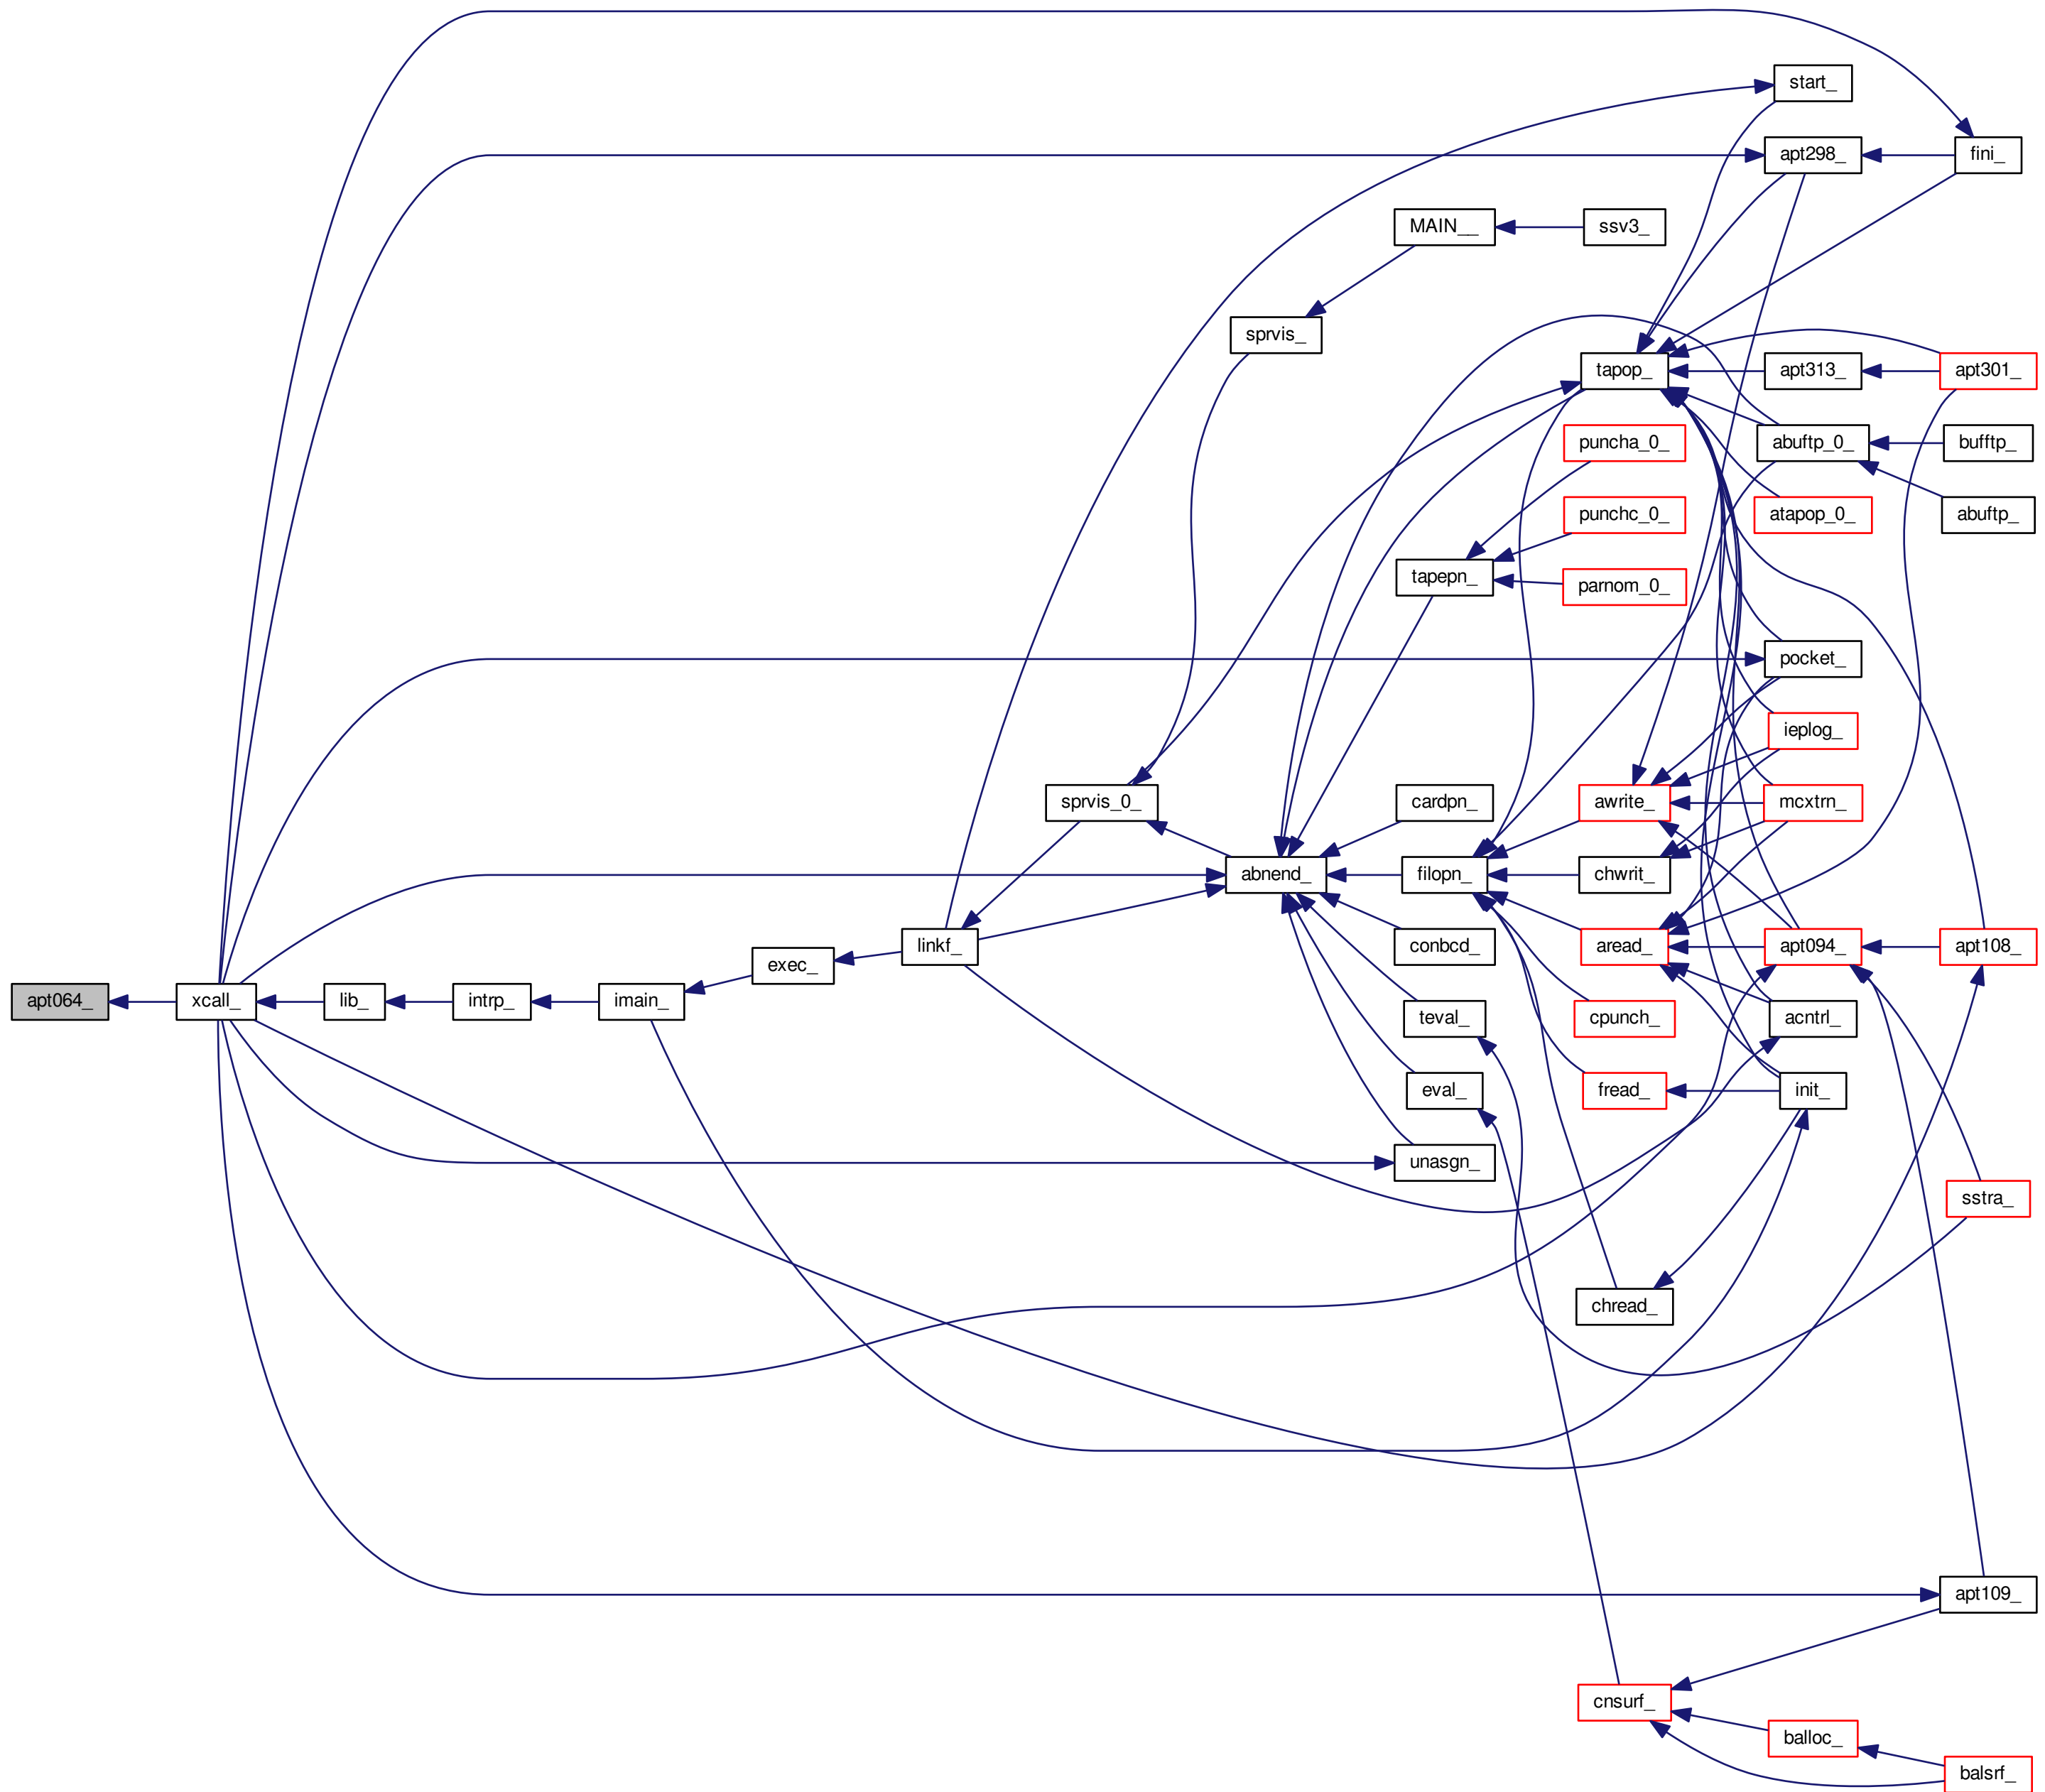 start_
apt298_
fini_
MAIN__
ssv3_
sprvis_
tapop_
apt313_
apt301_
puncha_0_
abuftp_0_
bufftp_
punchc_0_
atapop_0_
abuftp_
tapepn_
parnom_0_
pocket_
ieplog_
sprvis_0_
cardpn_
awrite_
mcxtrn_
abnend_
filopn_
chwrit_
linkf_
conbcd_
aread_
apt094_
apt108_
exec_
apt064_
xcall_
lib_
intrp_
imain_
teval_
cpunch_
acntrl_
eval_
fread_
init_
unasgn_
sstra_
chread_
apt109_
cnsurf_
balloc_
balsrf_